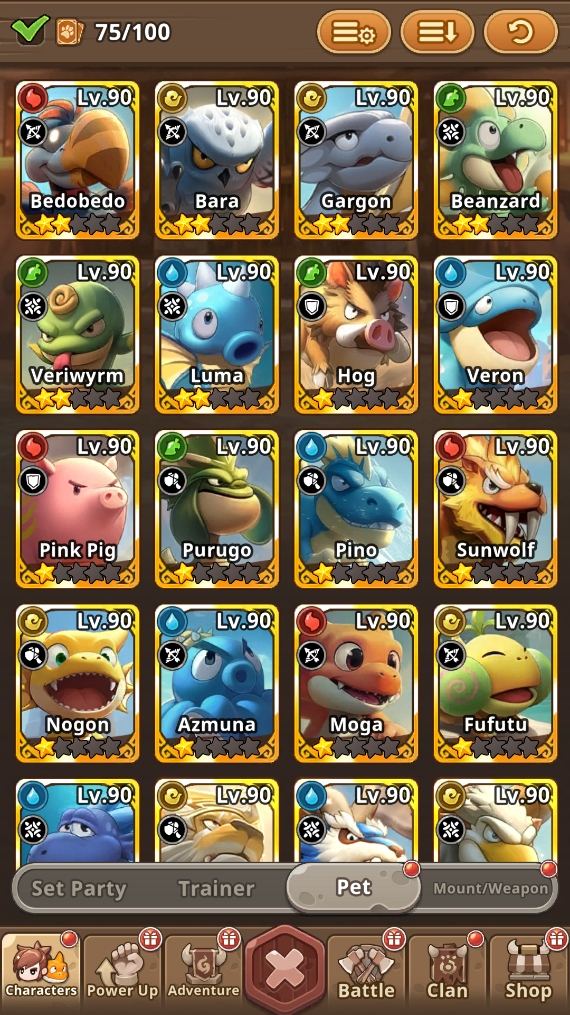 75/100
Lv.90 Lv.90 Lv.90 Lv.90
Bedobedo Bara Gargon Beanzard
Lv.90 Lv.90 Lv.90 Lv.90
Veriwyrm Luma Hog Veron
Lv.90 Lv.90 Lv.90 Lv.90
Pink Pig Purugo Pino Sunwolf
Lv.90 Lv.90 Lv.90 Lv.90
Nogon Azmuna Moga Fufutu
Lv.90 Lv.90 Lv.90 Lv.90
Set Party Trainer Pet Mount/Weapon
Characters Power Up Adventure Battle Clan Shop